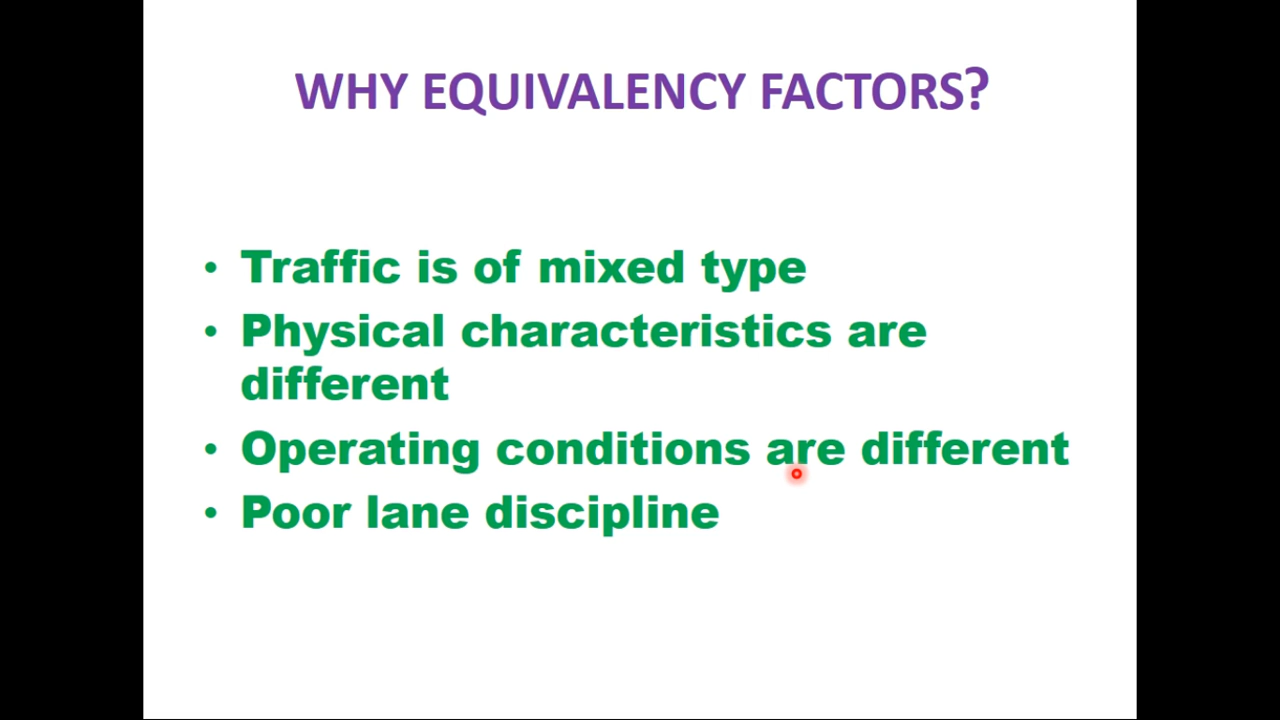 WHY EQUIVALENCY FACTORS?
• Traffic is of mixed type
• Physical characteristics are
different
• Operating conditions are different
• Poor lane discipline